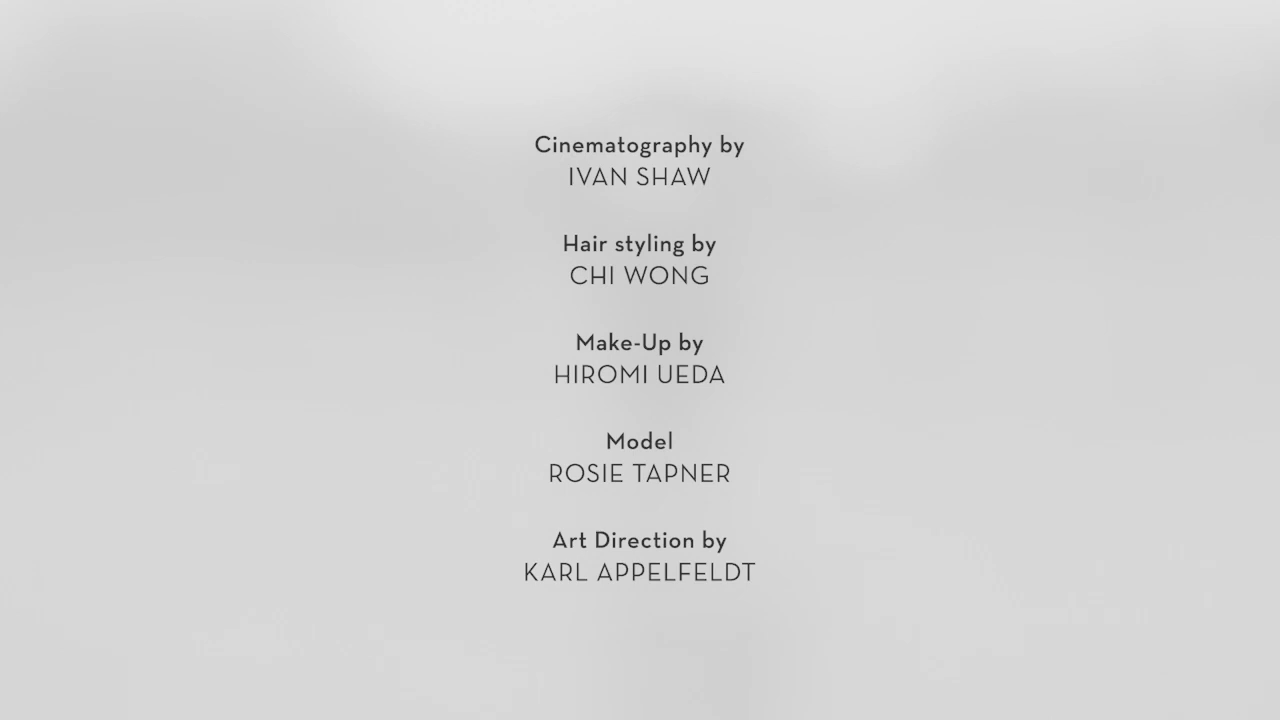 Cinematography by
IVAN SHAW
Hair styling by
CHI WONG
Make-Up by
HIROMI UEDA
Model
ROSIE TAPNER
Art Direction by
KARL APPELFELDT